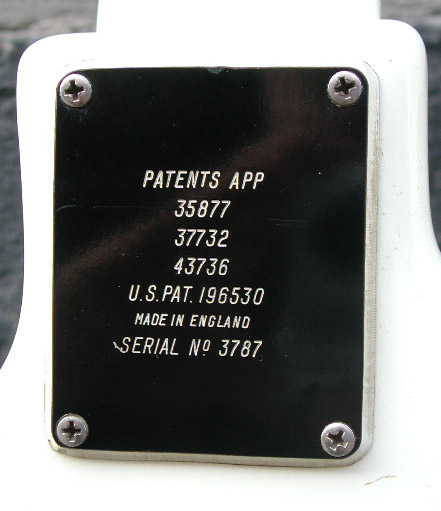 PATENTS APP
35877
37732
43736
U.S.PAT.196530
MADE IN ENGLAND
SERIAL Nº 3787